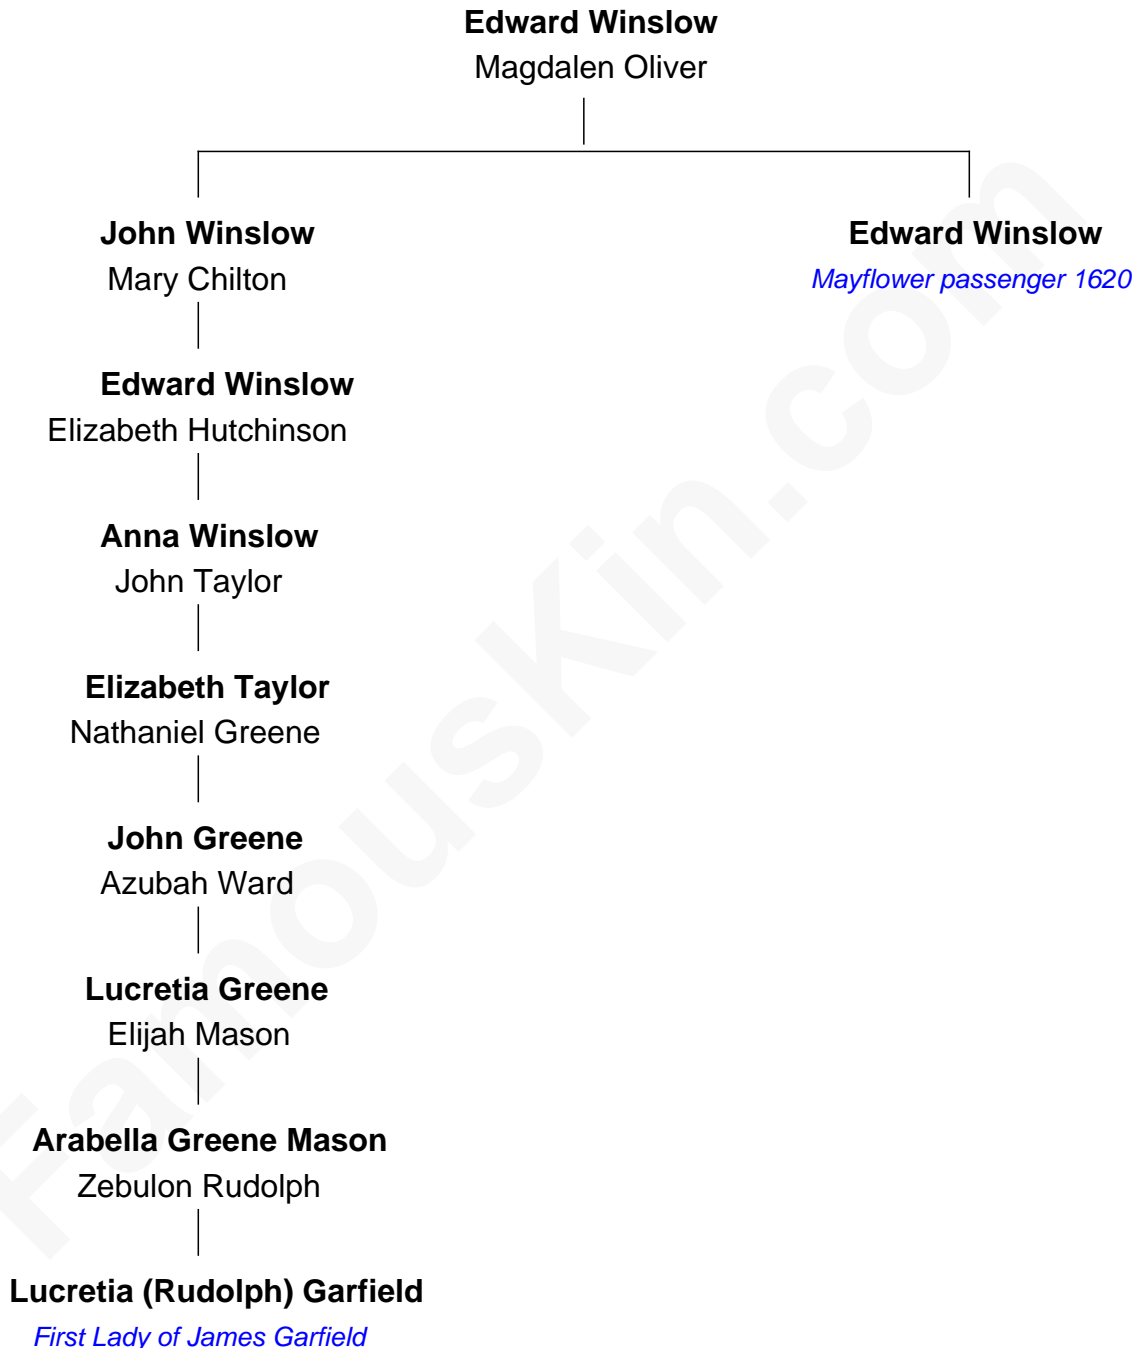 Edward Winslow
Magdalen Oliver
John Winslow
Mary Chilton
Edward Winslow
Mayflower passenger 1620
Edward Winslow
Elizabeth Hutchinson
Anna Winslow
John Taylor
Elizabeth Taylor
Nathaniel Greene
John Greene
Azubah Ward
Lucretia Greene
Elijah Mason
Arabella Greene Mason
Zebulon Rudolph
Lucretia (Rudolph) Garfield
First Lady of James Garfield
FamousKin.com